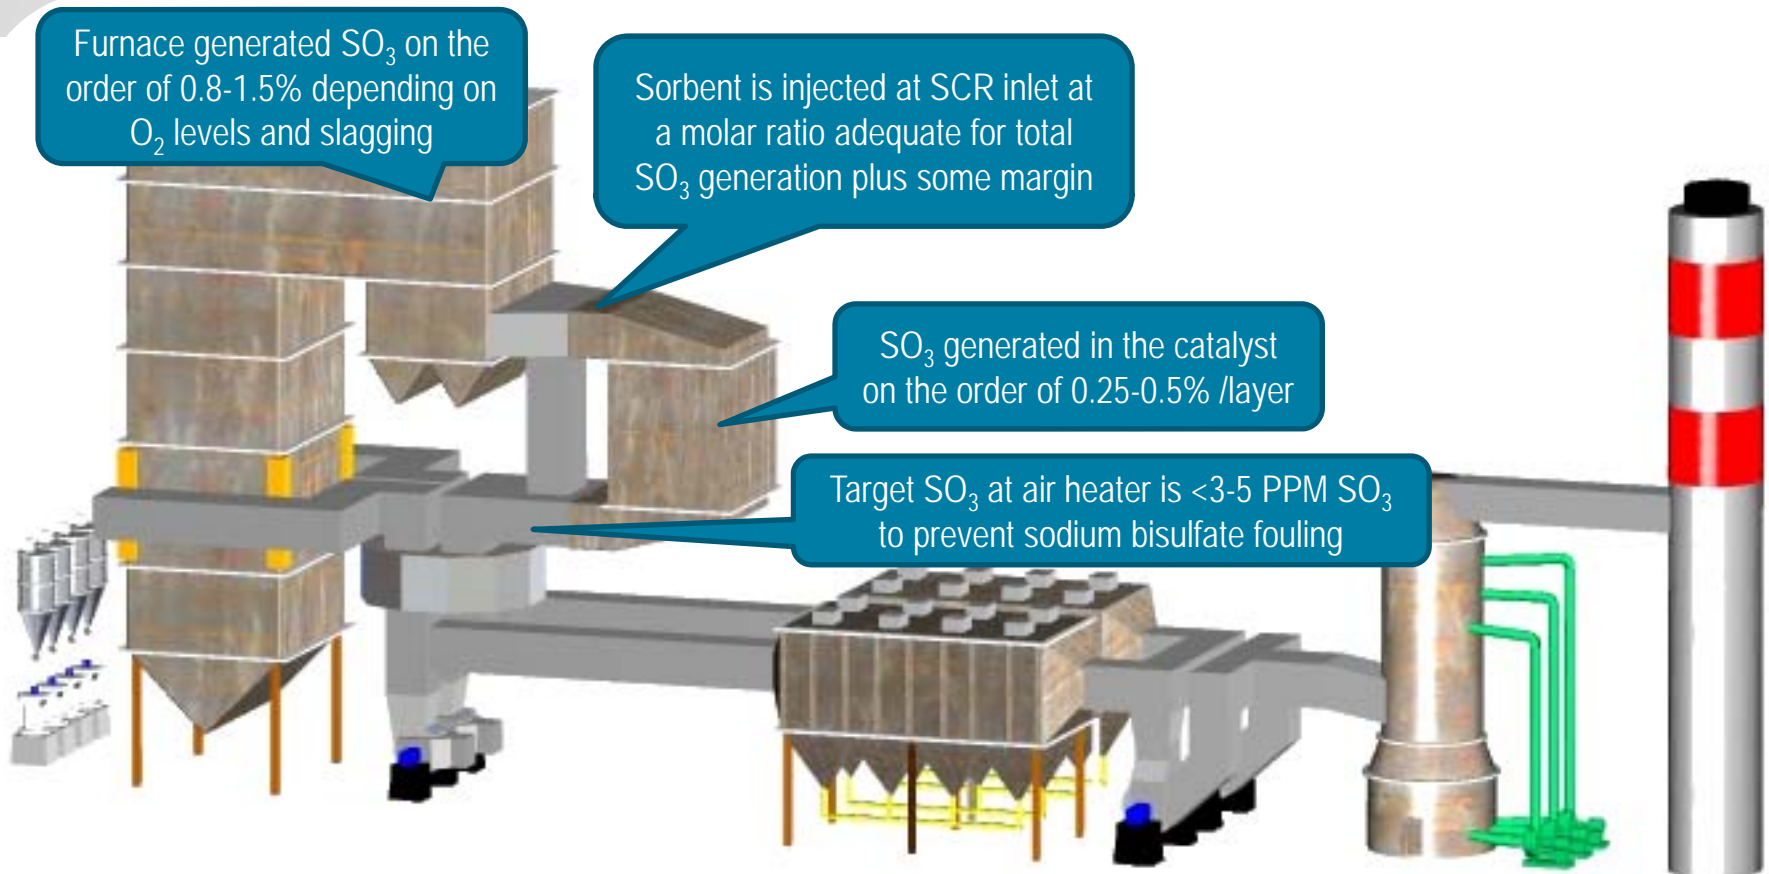 Furnace generated SO₃ on the
order of 0.8-1.5% depending on
O₂ levels and slagging
Sorbent is injected at SCR inlet at
a molar ratio adequate for total
SO₃ generation plus some margin
SO₃ generated in the catalyst
on the order of 0.25-0.5% /layer
Target SO₃ at air heater is <3-5 PPM SO₃
to prevent sodium bisulfate fouling